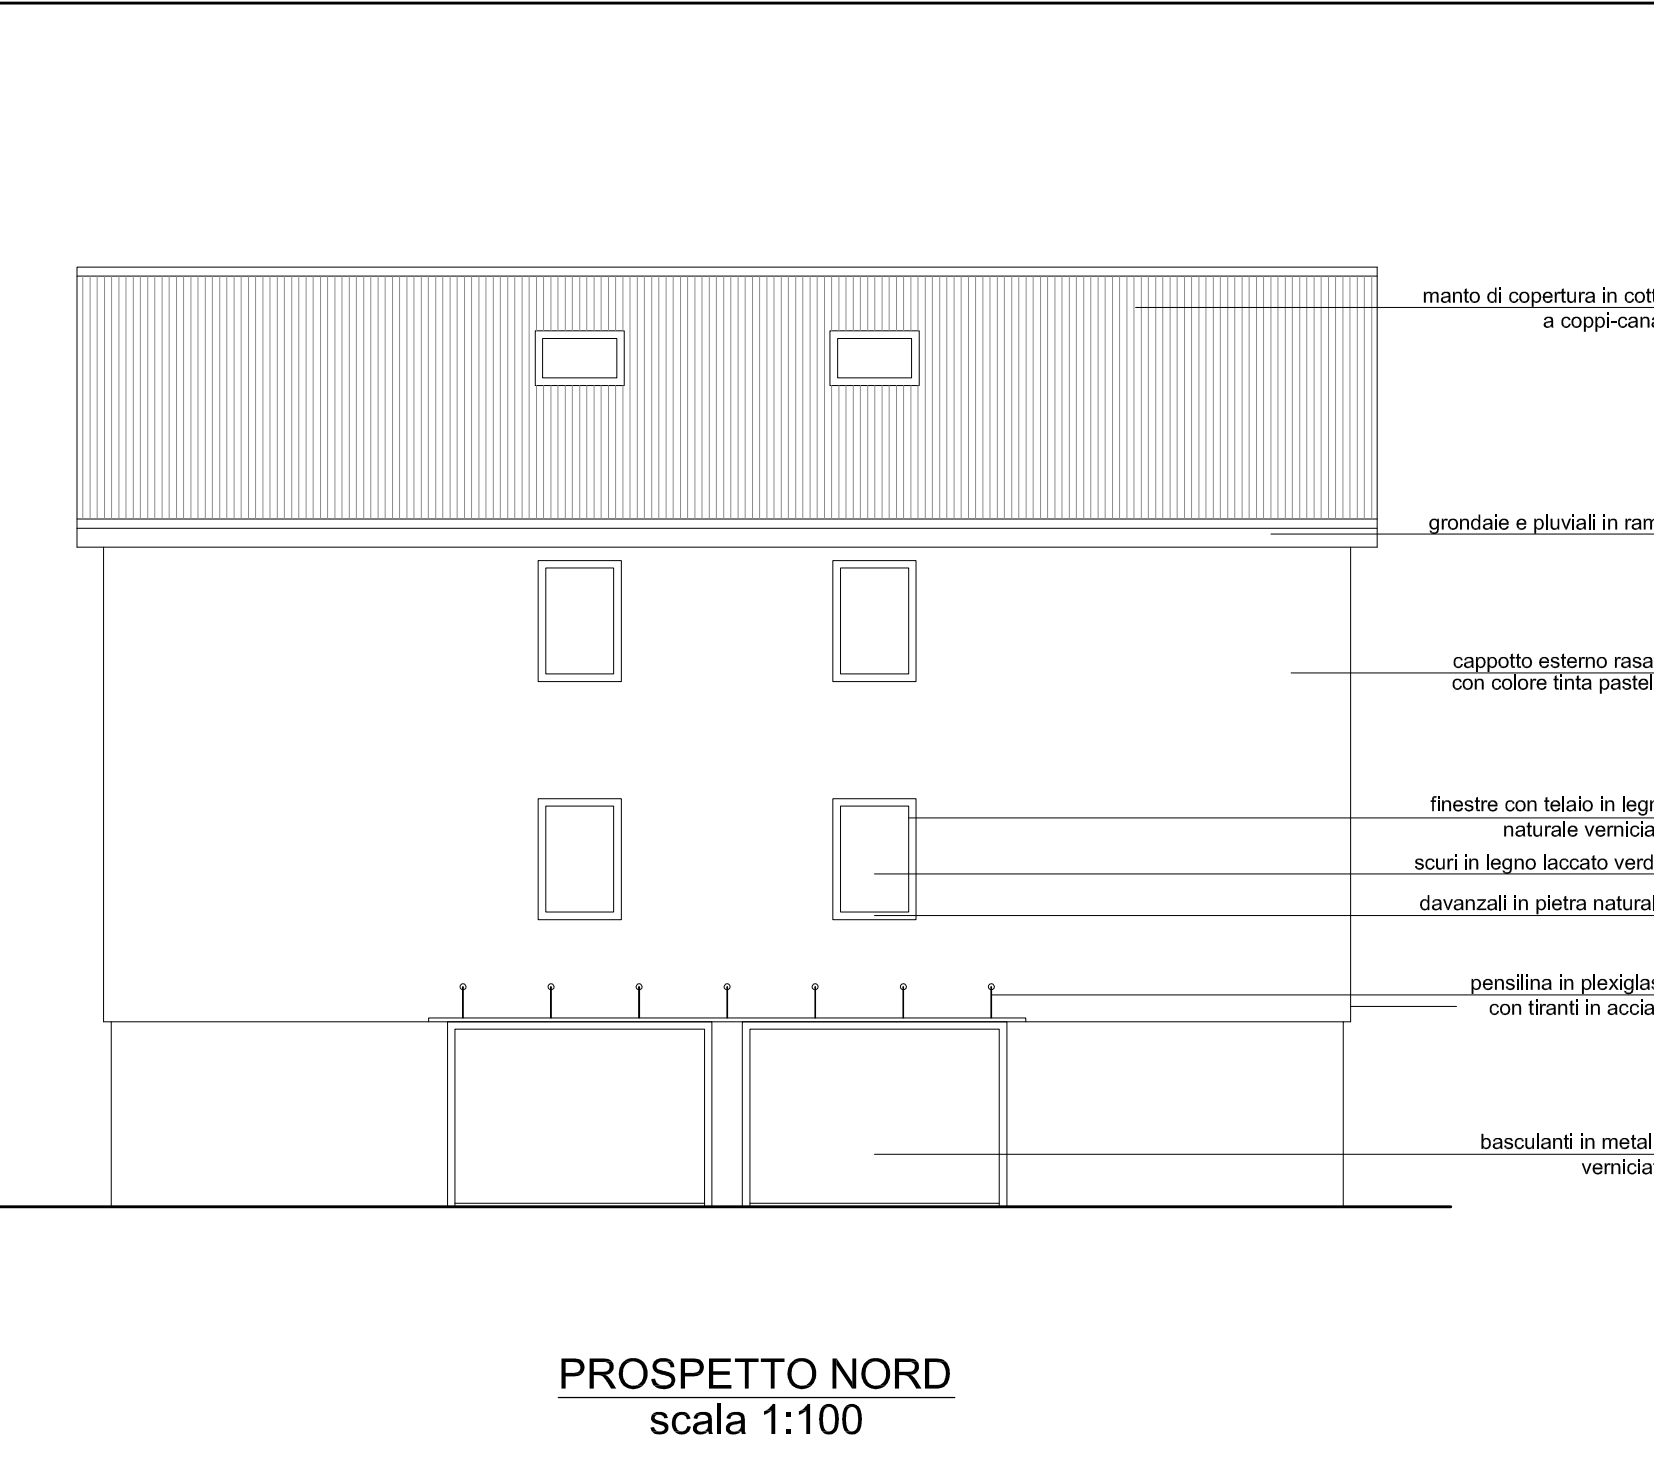 manto di copertura in cott
a coppi-cana
grondaie e pluviali in ram
cappotto esterno rasa
con colore tinta pastel
finestre con telaio in legn
naturale vernicia
scuri in legno laccato verd
davanzali in pietra natural
pensilina in plexiglas
con tiranti in accia
basculanti in metal
vernicia
PROSPETTO NORD
scala 1:100